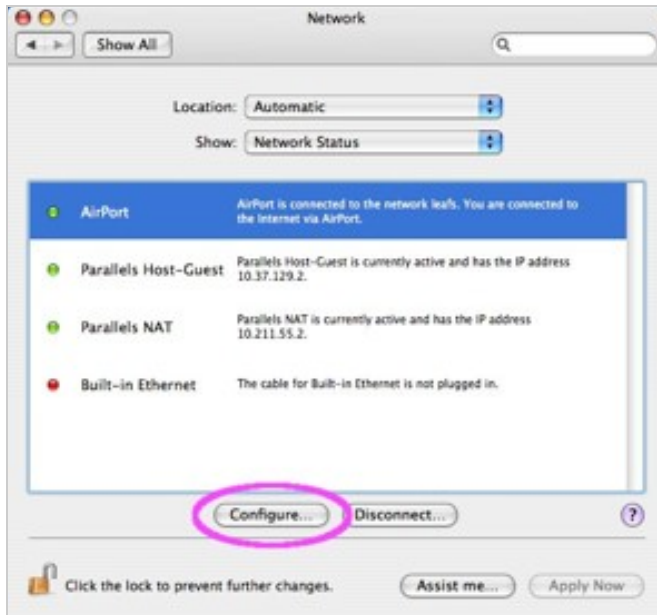 Network
Show All
Location: Automatic
Show: Network Status
AirPort
AirPort is connected to the network leafs. You are connected to
the Internet via AirPort.
Parallels Host-Guest
Parallels Host-Guest is currently active and has the IP address
10.37.129.2.
Parallels NAT
Parallels NAT is currently active and has the IP address
10.211.55.2.
Built-in Ethernet
The cable for Built-in Ethernet is not plugged in.
Configure... Disconnect... ?
Click the lock to prevent further changes. Assist me... Apply Now